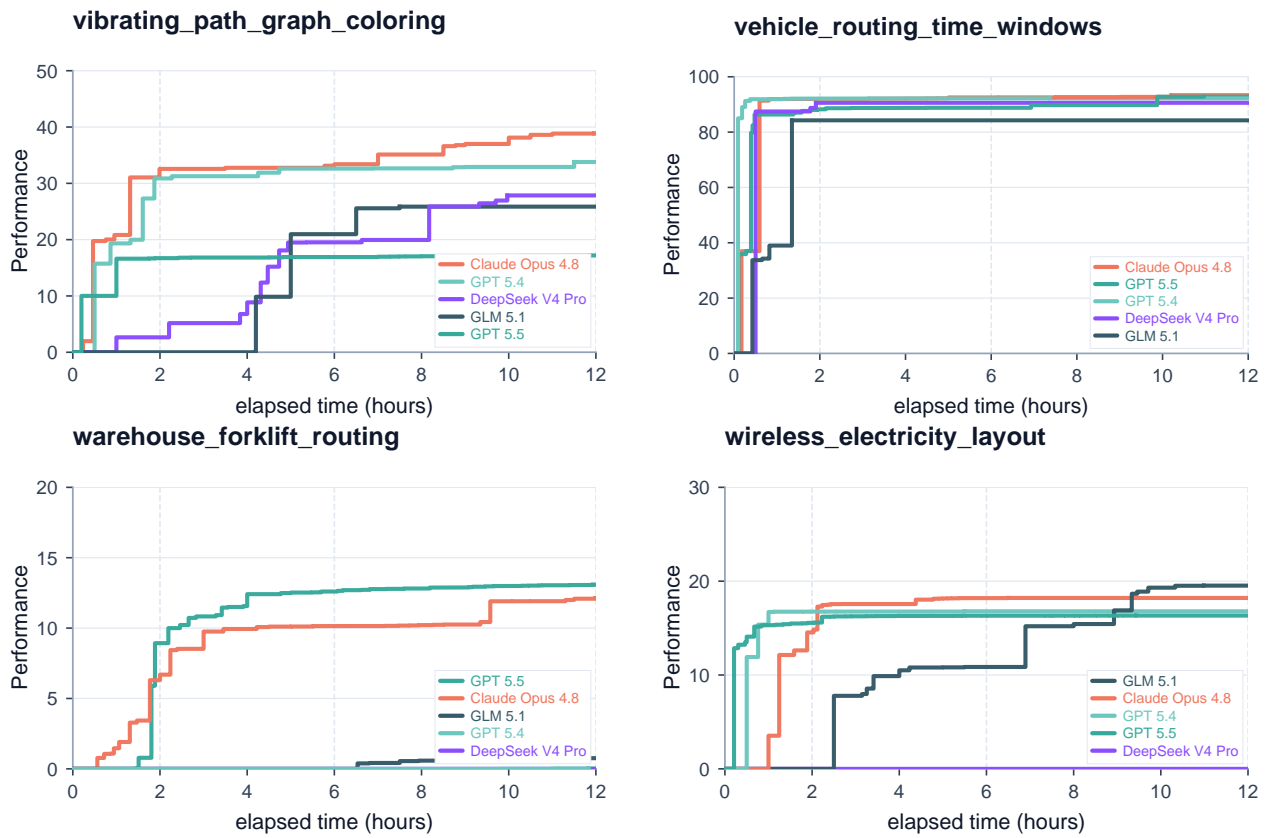 vibrating_path_graph_coloring
50
40
30
20
10
0
Performance
0 2 4 6 8 10 12
elapsed time (hours)
Claude Opus 4.8
GPT 5.4
DeepSeek V4 Pro
GLM 5.1
GPT 5.5
vehicle_routing_time_windows
100
80
60
40
20
0
Performance
0 2 4 6 8 10 12
elapsed time (hours)
Claude Opus 4.8
GPT 5.5
GPT 5.4
DeepSeek V4 Pro
GLM 5.1
warehouse_forklift_routing
20
15
10
5
0
Performance
0 2 4 6 8 10 12
elapsed time (hours)
GPT 5.5
Claude Opus 4.8
GLM 5.1
GPT 5.4
DeepSeek V4 Pro
wireless_electricity_layout
30
20
10
0
Performance
0 2 4 6 8 10 12
elapsed time (hours)
GLM 5.1
Claude Opus 4.8
GPT 5.4
GPT 5.5
DeepSeek V4 Pro